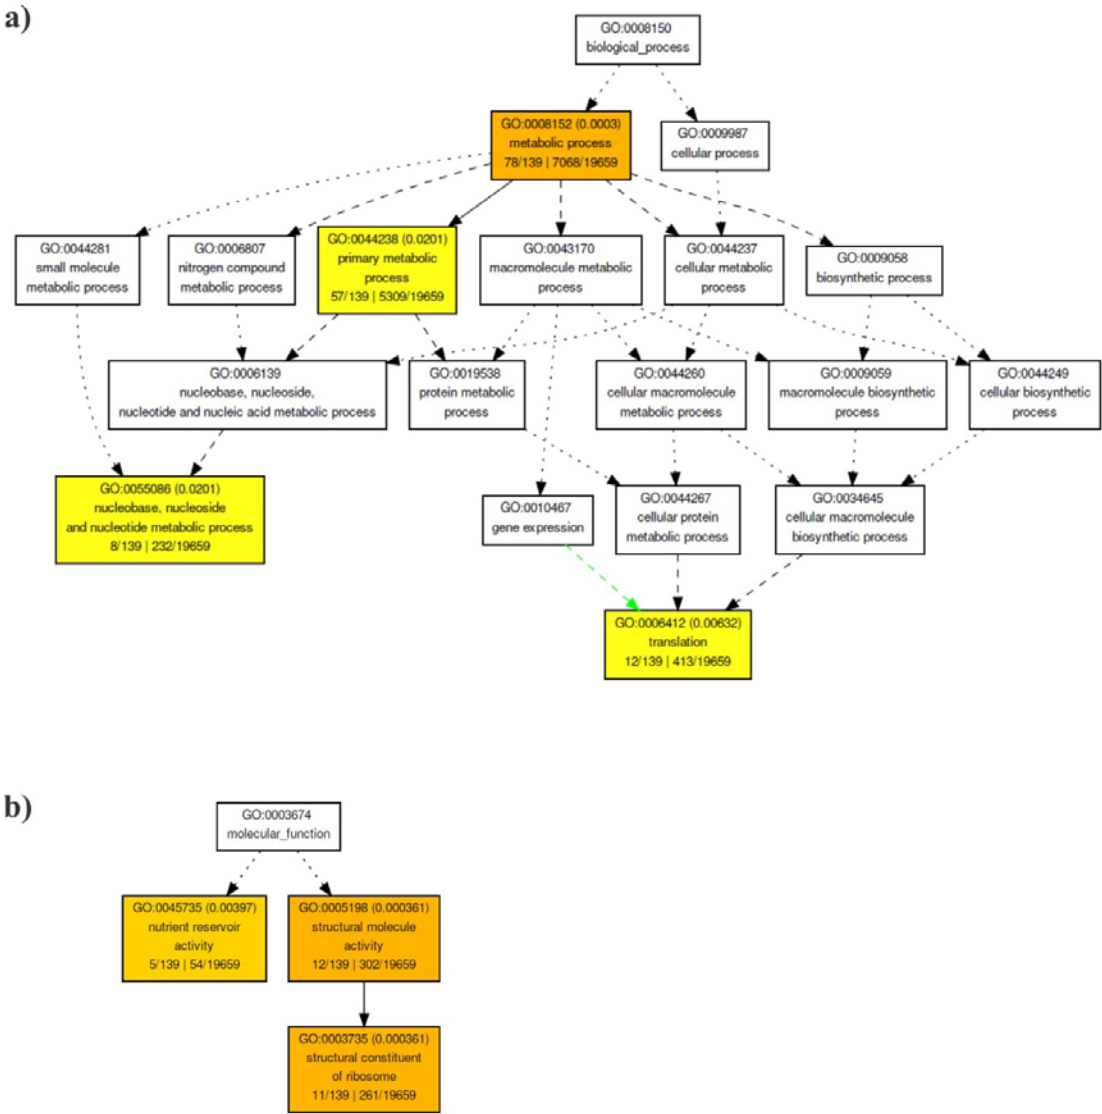 a)
GO:0008150
biological_process
GO:0008152 (0.0003)
metabolic process
78/139 | 7068/19659
GO:0009987
cellular process
GO:0044281
small molecule
metabolic process
GO:0006807
nitrogen compound
metabolic process
GO:0044238 (0.0201)
primary metabolic
process
57/139 | 5309/19659
GO:0043170
macromolecule metabolic
process
GO:0044237
cellular metabolic
process
GO:0009058
biosynthetic process
GO:0006139
nucleobase, nucleoside,
nucleotide and nucleic acid metabolic process
GO:0019538
protein metabolic
process
GO:0044260
cellular macromolecule
metabolic process
GO:0009059
macromolecule biosynthetic
process
GO:0044249
cellular biosynthetic
process
GO:0055086 (0.0201)
nucleobase, nucleoside
and nucleotide metabolic process
8/139 | 232/19659
GO:0010467
gene expression
GO:0044267
cellular protein
metabolic process
GO:0034645
cellular macromolecule
biosynthetic process
GO:0006412 (0.00632)
translation
12/139 | 413/19659
b)
GO:0003674
molecular_function
GO:0045735 (0.00397)
nutrient reservoir
activity
5/139 | 54/19659
GO:0005198 (0.000361)
structural molecule
activity
12/139 | 302/19659
GO:0003735 (0.000361)
structural constituent
of ribosome
11/139 | 261/19659